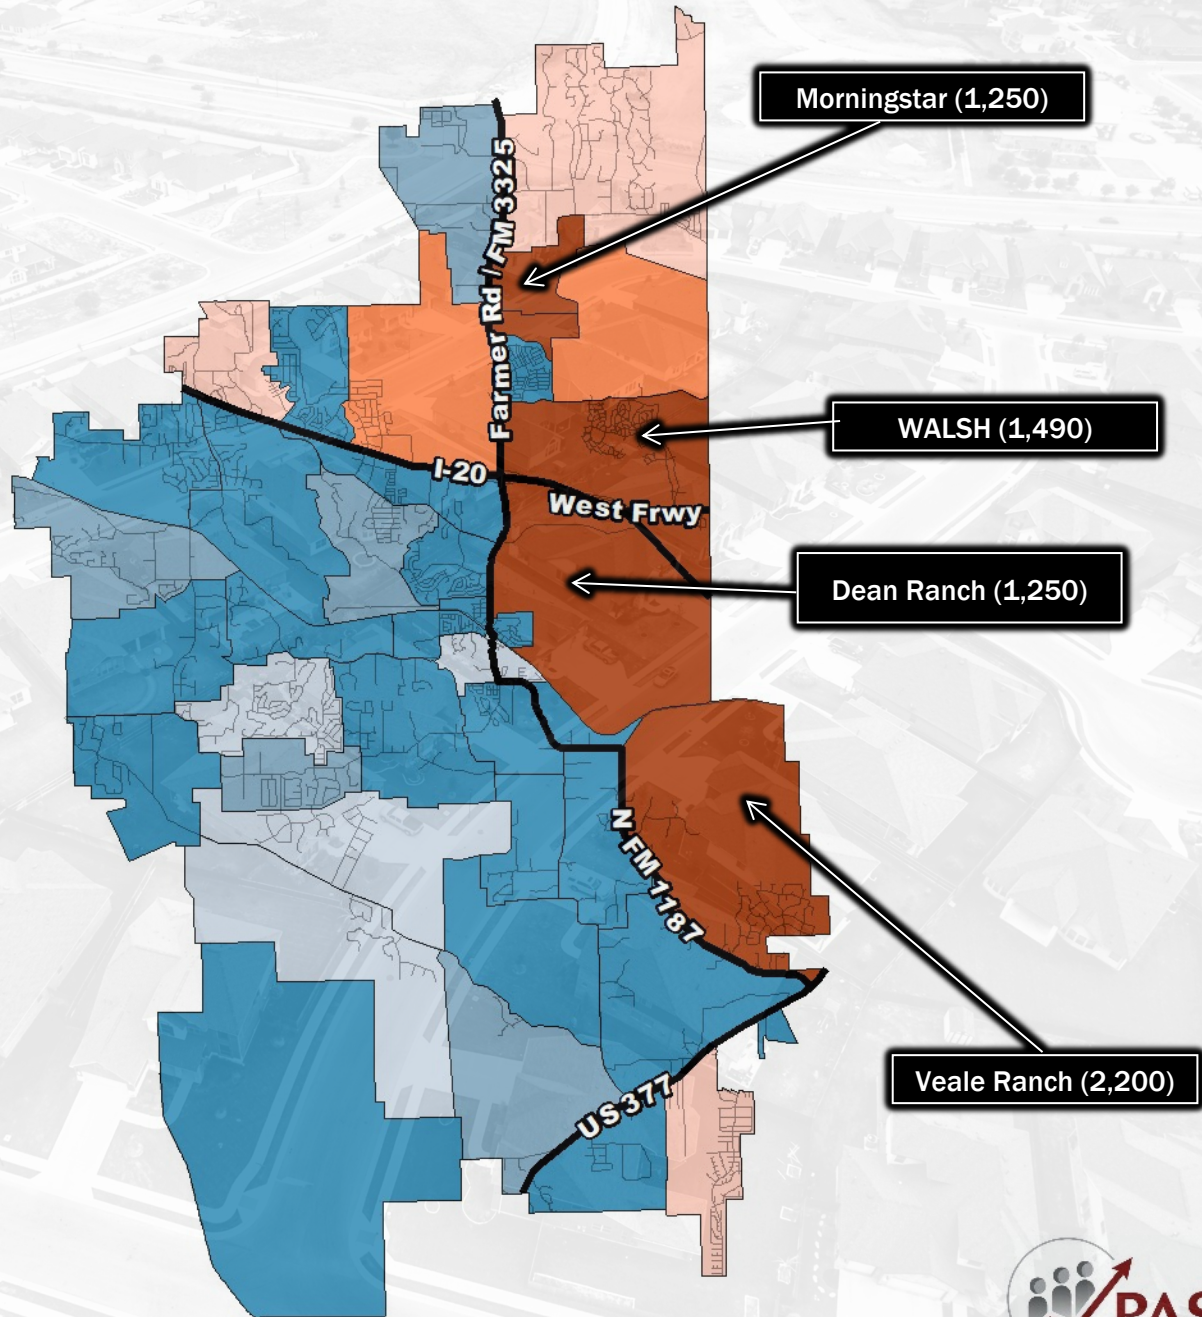 Morningstar (1,250)
Farmer Rd / FM 3325
WALSH (1,490)
I-20
West Frwy
Dean Ranch (1,250)
N FM 1187
Veale Ranch (2,200)
US 377